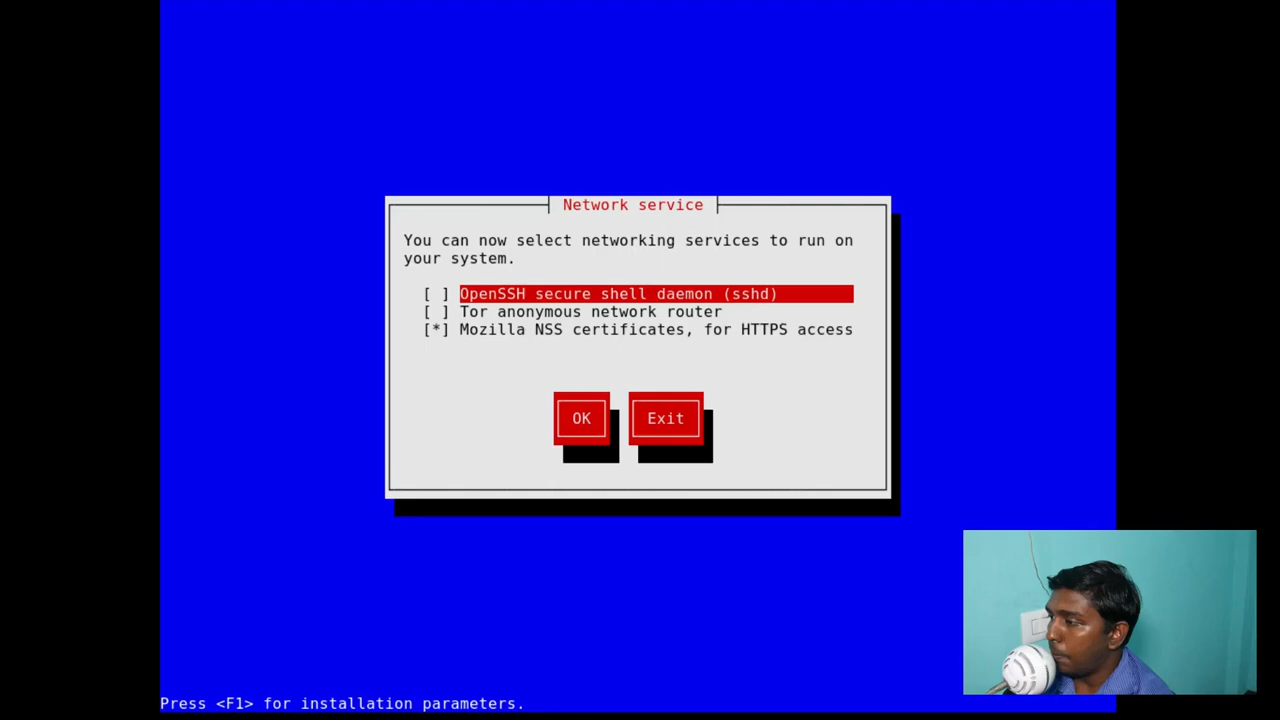 Network service
You can now select networking services to run on
your system.
[ ] OpenSSH secure shell daemon (sshd)
[ ] Tor anonymous network router
[*] Mozilla NSS certificates, for HTTPS access
OK Exit
Press <F1> for installation parameters.